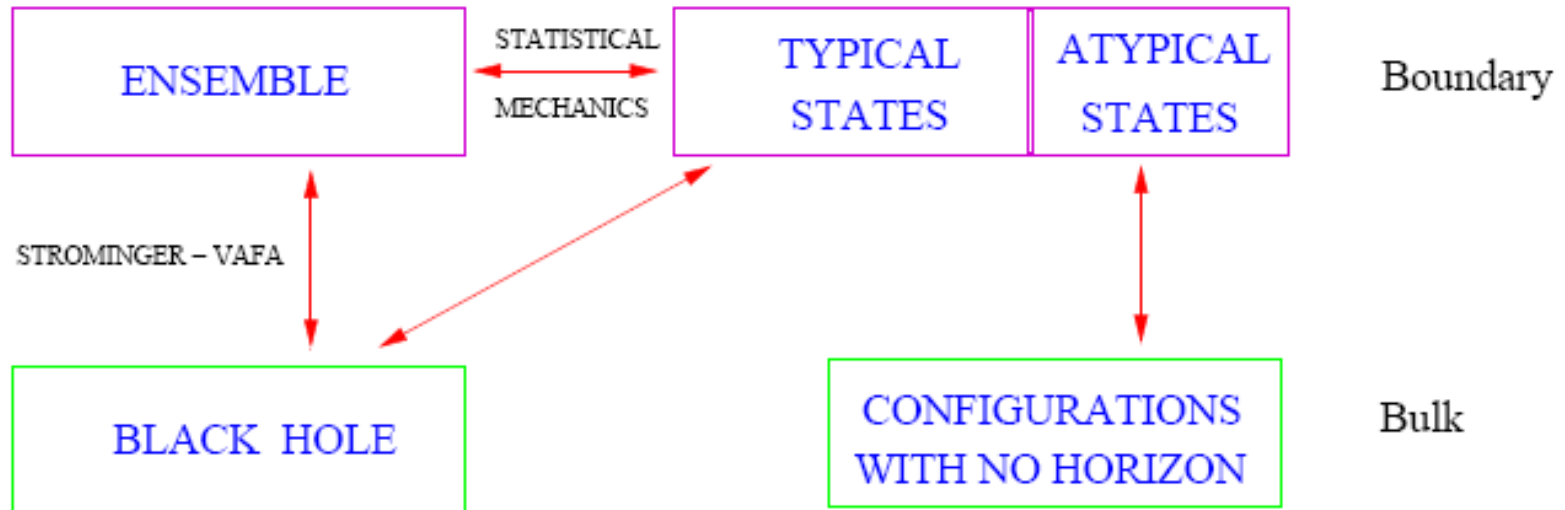 ENSEMBLE
STATISTICAL
MECHANICS
TYPICAL
STATES
ATYPICAL
STATES
Boundary
STROMINGER – VAFA
BLACK HOLE
CONFIGURATIONS
WITH NO HORIZON
Bulk